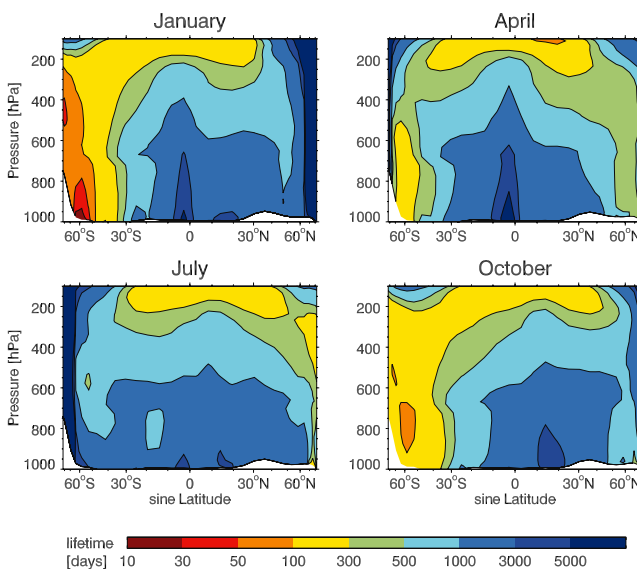 January
April
Pressure [hPa]
200
400
600
800
1000
60°S
30°S
0
30°N
60°N
200
400
600
800
1000
60°S
30°S
0
30°N
60°N
July
October
Pressure [hPa]
200
400
600
800
1000
60°S
30°S
0
30°N
60°N
sine Latitude
200
400
600
800
1000
60°S
30°S
0
30°N
60°N
sine Latitude
lifetime
[days]
10
30
50
100
300
500
1000
3000
5000